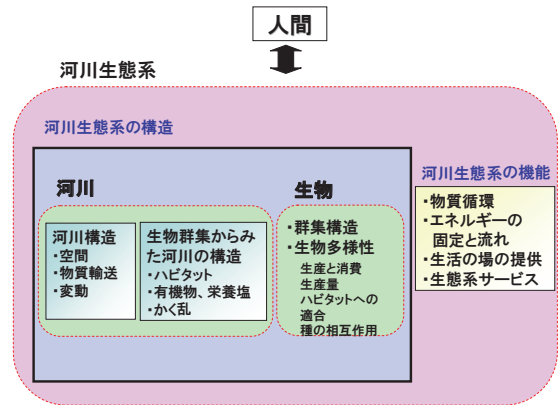 人間
河川生態系
河川生態系の構造
河川
河川構造
・空間
・物質輸送
・変動
生物群集からみ
た河川の構造
・ハビタット
・有機物、栄養塩
・かく乱
生物
・群集構造
・生物多様性
生産と消費
生産量
ハビタットへの
適合
種の相互作用
河川生態系の機能
・物質循環
・エネルギーの
固定と流れ
・生活の場の提供
・生態系サービス